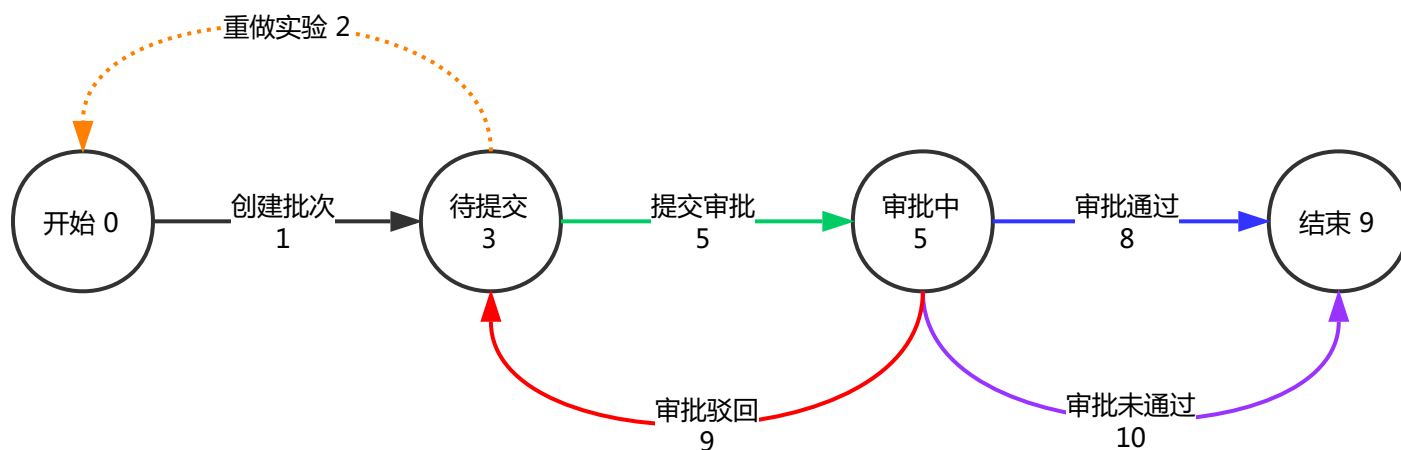 重做实验 2
开始 0
创建批次
1
待提交
3
提交审批
5
审批中
5
审批通过
8
结束 9
审批驳回
9
审批未通过
10